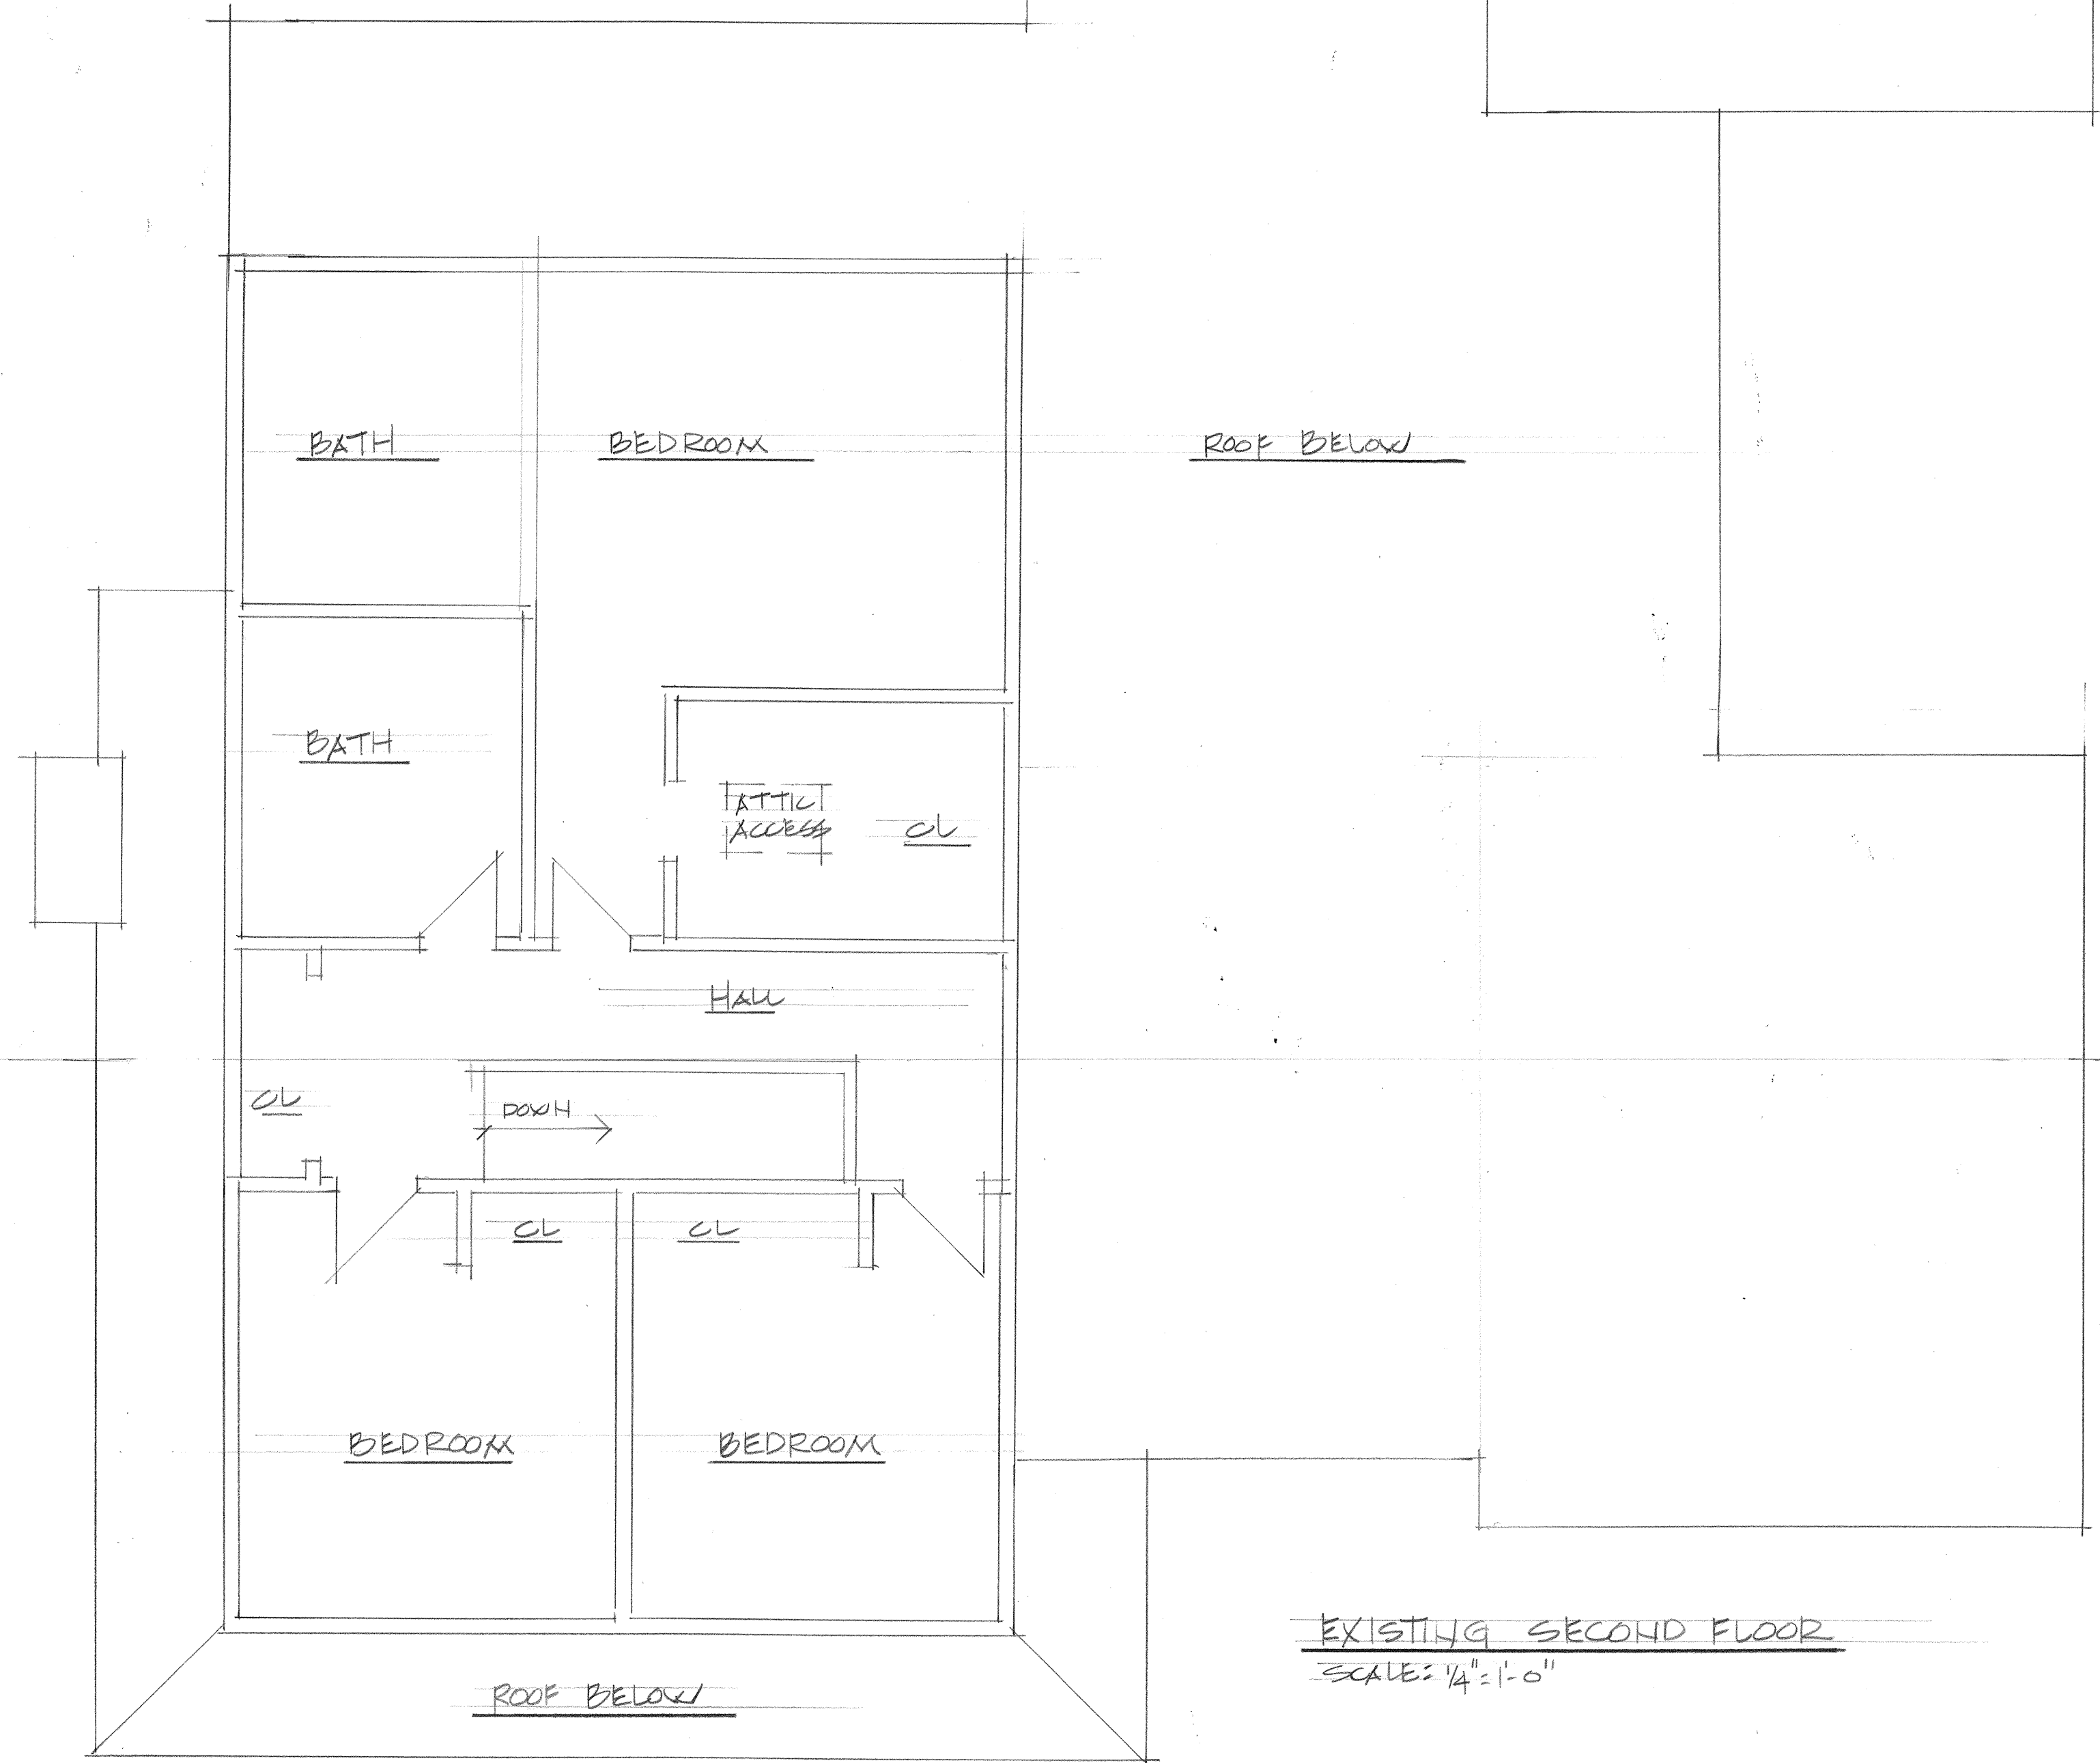 BATH
BEDROOM
ROOF BELOW
BATH
ATTIC
ACCESS
CL
HALL
CL
DOWN
CL
CL
BEDROOM
BEDROOM
EXISTING SECOND FLOOR
SCALE: 1/4"=1'-0"
ROOF BELOW